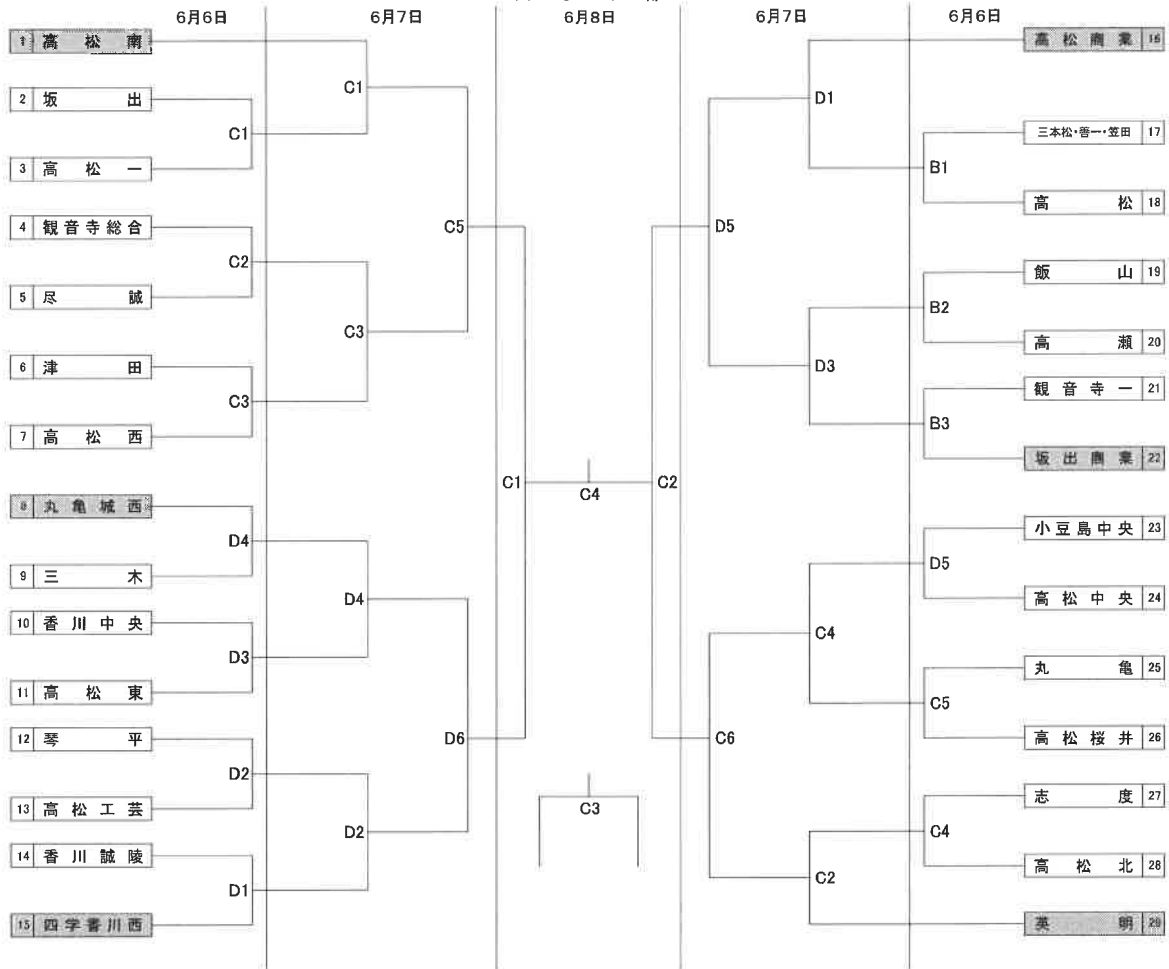 6月6日 6月7日 6月8日 6月7日 6月6日
1 高松南
2 坂出
3 高松一
4 観音寺総合
5 尽誠
6 津田
7 高松西
8 丸亀城西
9 三木
10 香川中央
11 高松東
12 琴平
13 高松工芸
14 香川誠陵
15 四学香川西
C1
C2
C3
D4
D3
D2
D1
C1
C3
D4
D2
C5
D6
C1
C4
C3
C2
D5
C6
D1
D3
C4
C2
B1
B2
B3
D5
C5
C4
高松商業 16
三本松・善一・笠田 17
高松 18
飯山 19
高瀬 20
観音寺一 21
坂出商業 22
小豆島中央 23
高松中央 24
丸亀 25
高松桜井 26
志度 27
高松北 28
英明 29